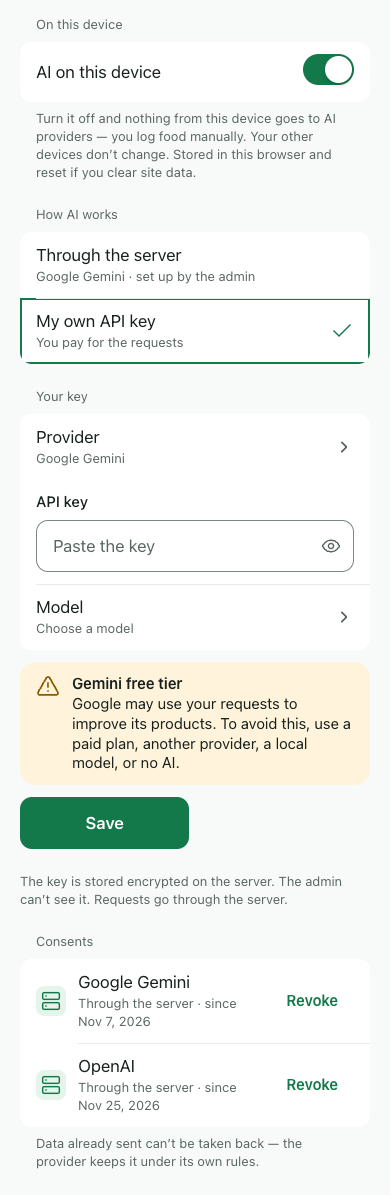 On this device
AI on this device
Turn it off and nothing from this device goes to AI
providers — you log food manually. Your other
devices don’t change. Stored in this browser and
reset if you clear site data.
How AI works
Through the server
Google Gemini · set up by the admin
My own API key
You pay for the requests
Your key
Provider
Google Gemini
API key
Paste the key
Model
Choose a model
Gemini free tier
Google may use your requests to
improve its products. To avoid this, use a
paid plan, another provider, a local
model, or no AI.
Save
The key is stored encrypted on the server. The admin
can’t see it. Requests go through the server.
Consents
Google Gemini
Through the server · since
Nov 7, 2026
Revoke
OpenAI
Through the server · since
Nov 25, 2026
Revoke
Data already sent can’t be taken back — the
provider keeps it under its own rules.